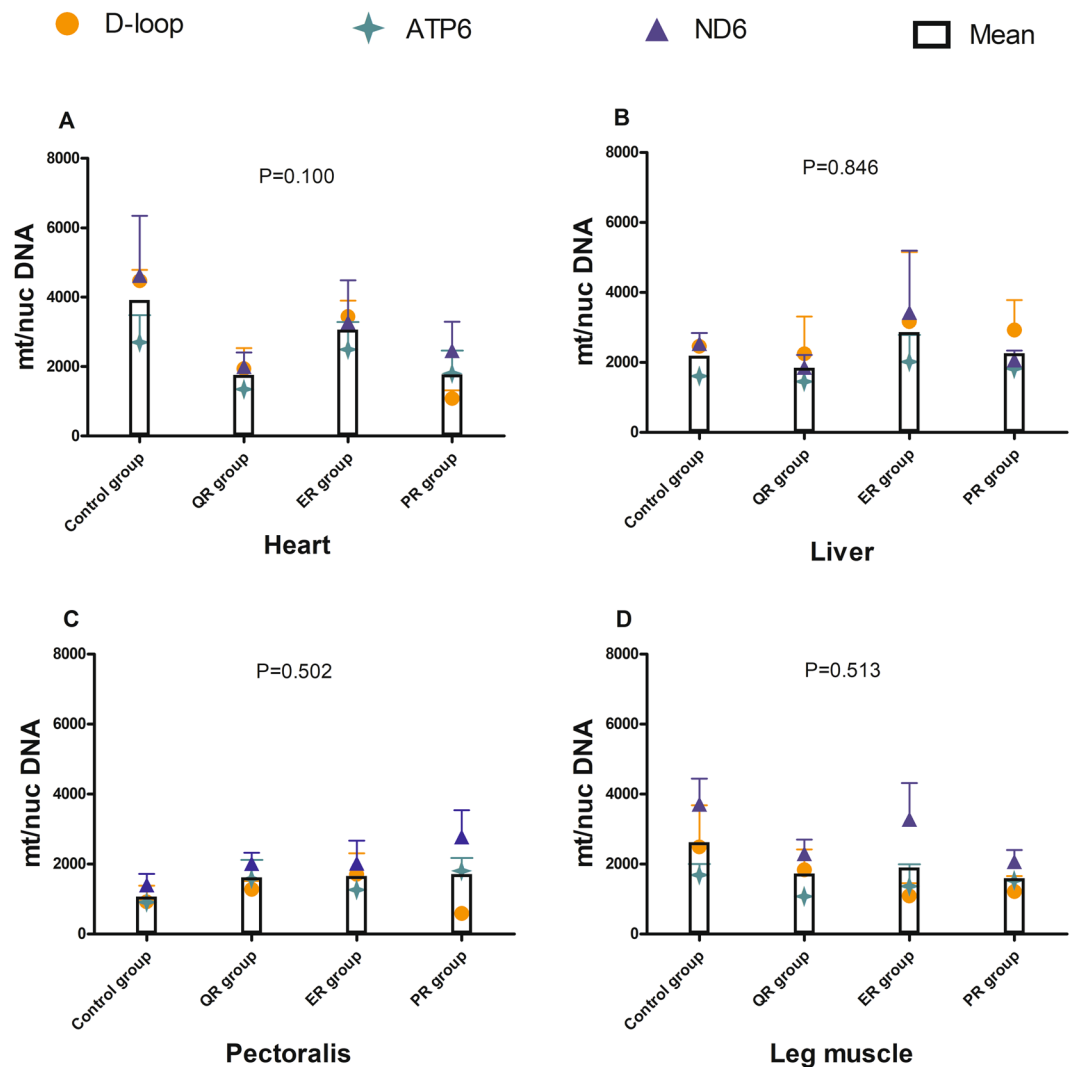 D-loop ATP6 ND6 Mean
A
P=0.100
mt/nuc DNA
8000
6000
4000
2000
0
Control group
QR group
ER group
PR group
Heart
B
P=0.846
mt/nuc DNA
8000
6000
4000
2000
0
Control group
QR group
ER group
PR group
Liver
C
P=0.502
mt/nuc DNA
8000
6000
4000
2000
0
Control group
QR group
ER group
PR group
Pectoralis
D
P=0.513
mt/nuc DNA
8000
6000
4000
2000
0
Control group
QR group
ER group
PR group
Leg muscle